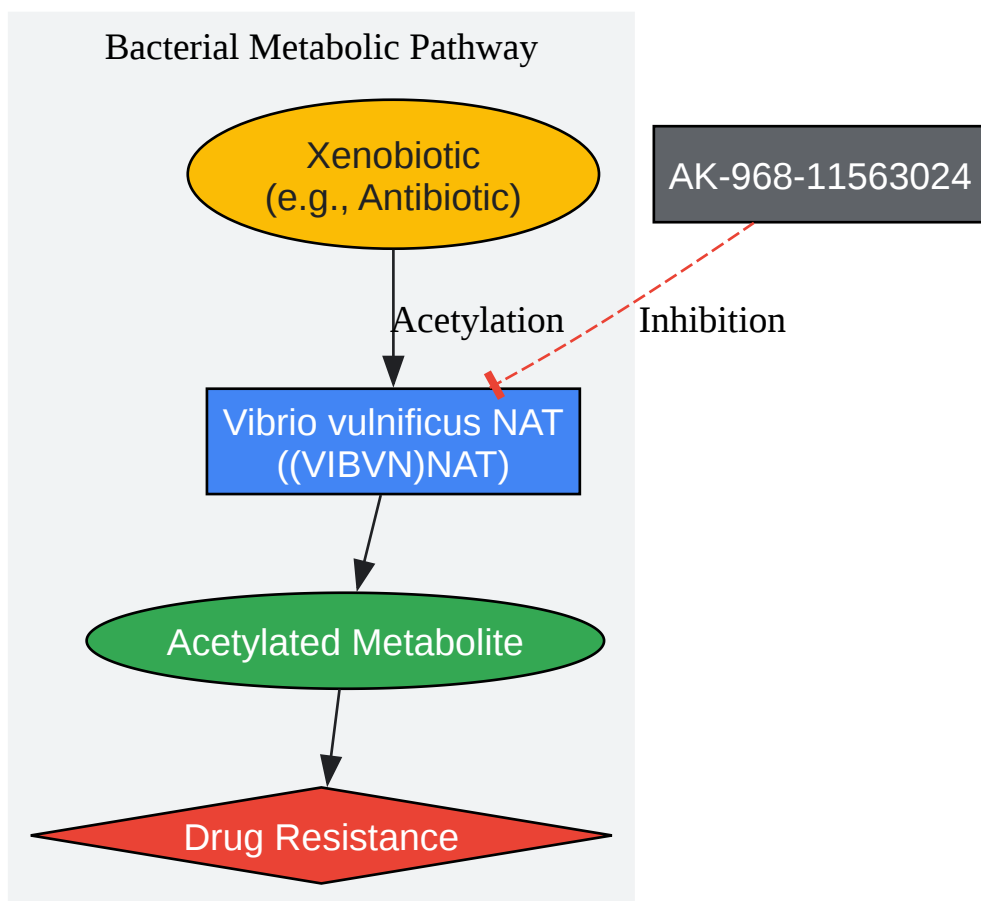 Bacterial Metabolic Pathway
Xenobiotic
(e.g., Antibiotic)
AK-968-11563024
Acetylation
Inhibition
Vibrio vulnificus NAT
((VIBVN)NAT)
Acetylated Metabolite
Drug Resistance